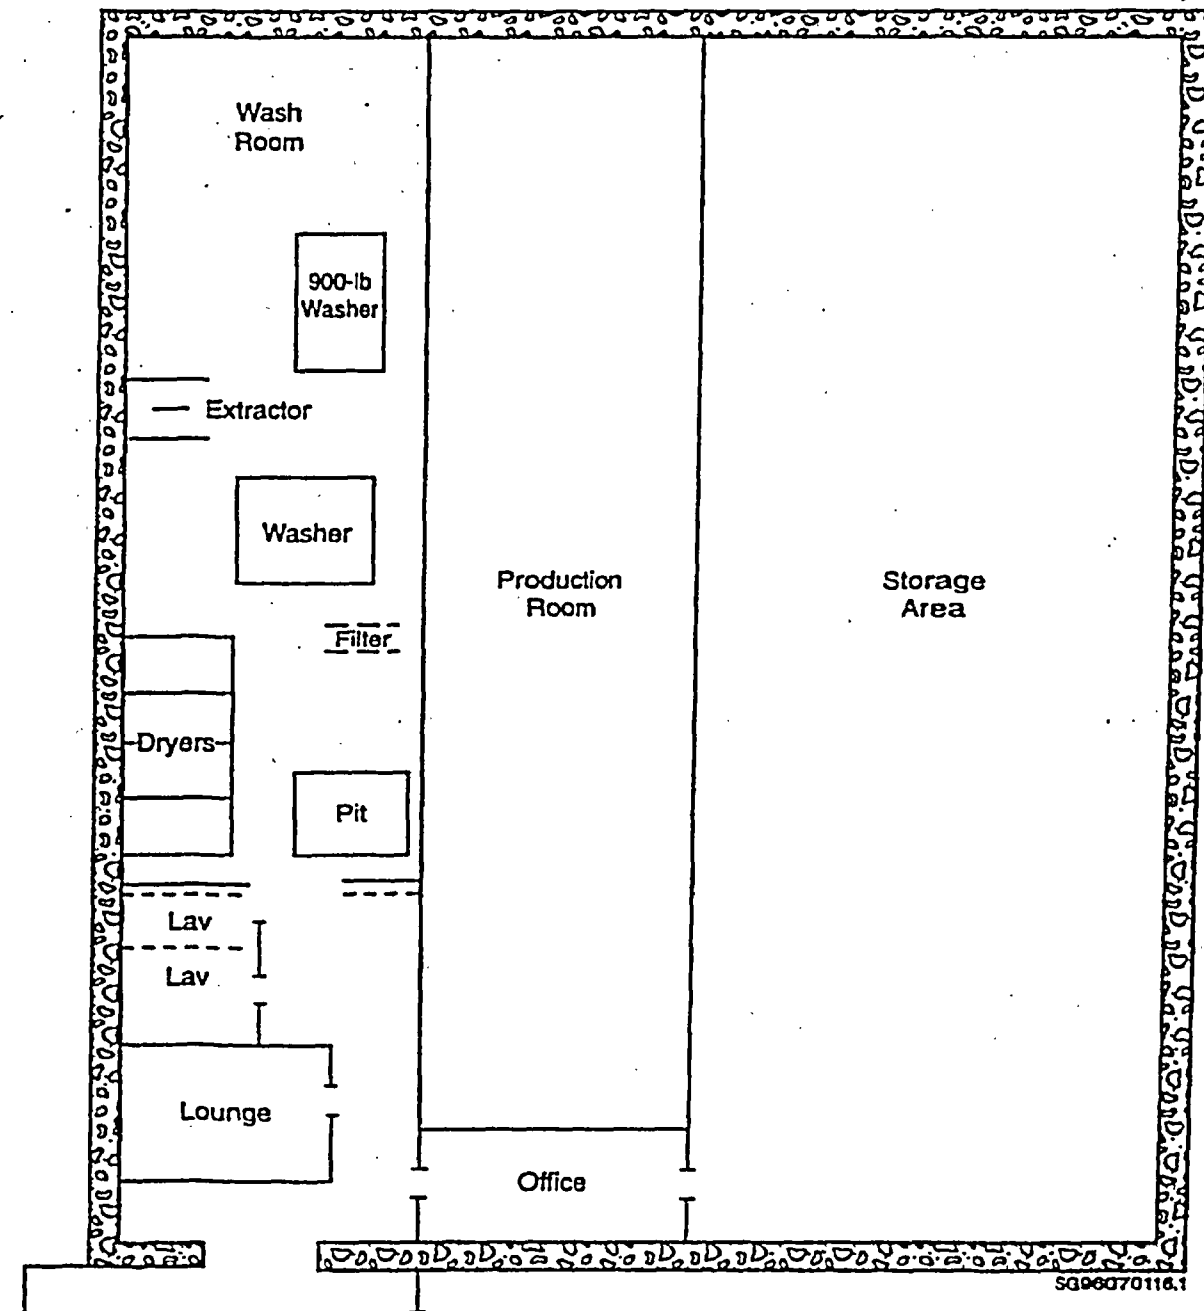 Wash
Room
900-lb
Washer
Extractor
Washer
Production
Room
Storage
Area
Filter
Dryers
Pit
Lav
Lav
Lounge
Office
SG96070116.1